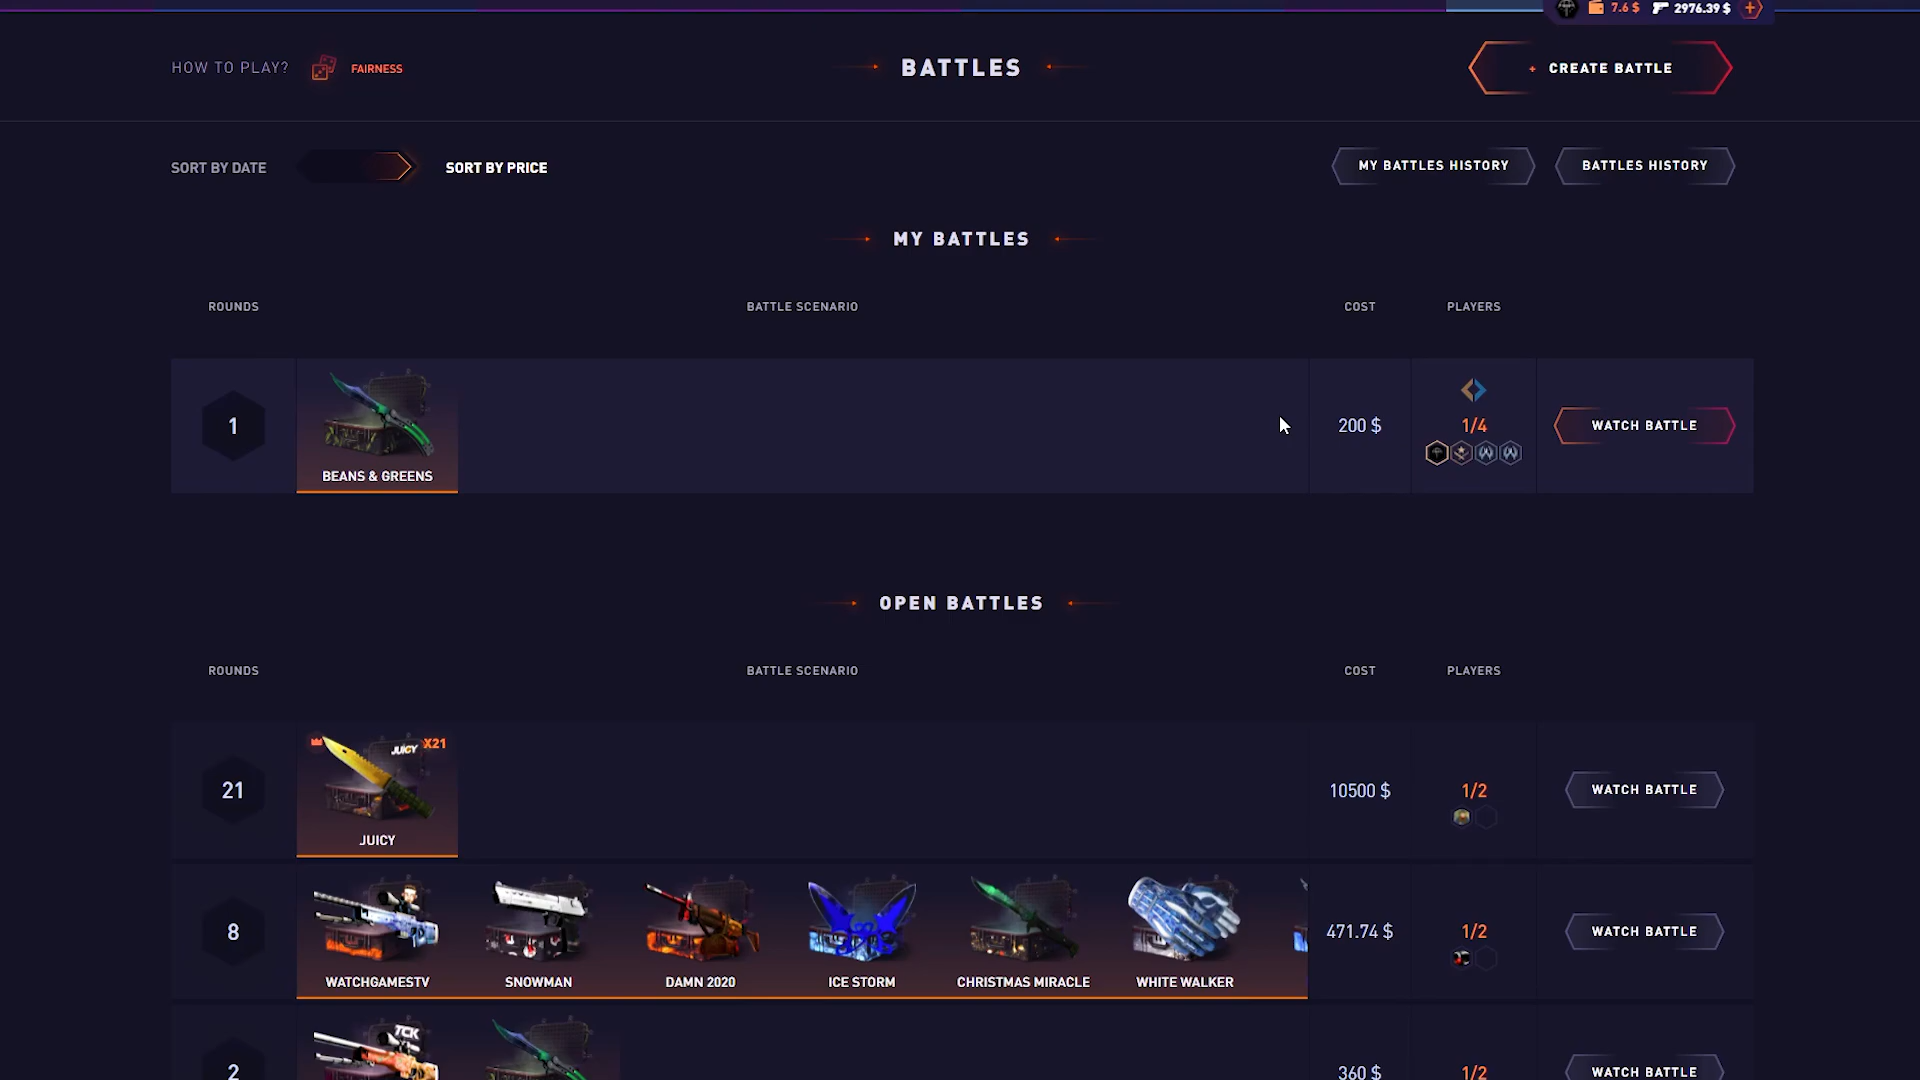 7.6 $ 2976.39 $ +
HOW TO PLAY? FAIRNESS
BATTLES
+ CREATE BATTLE
SORT BY DATE SORT BY PRICE
MY BATTLES HISTORY BATTLES HISTORY
MY BATTLES
ROUNDS BATTLE SCENARIO COST PLAYERS
1 BEANS & GREENS 200 $ 1/4 WATCH BATTLE
OPEN BATTLES
ROUNDS BATTLE SCENARIO COST PLAYERS
JUICY X21
21 10500 $ 1/2 WATCH BATTLE
JUICY
8 471.74 $ 1/2 WATCH BATTLE
WATCHGAMESTV SNOWMAN DAMN 2020 ICE STORM CHRISTMAS MIRACLE WHITE WALKER
TCK
2 360 $ 1/2 WATCH BATTLE